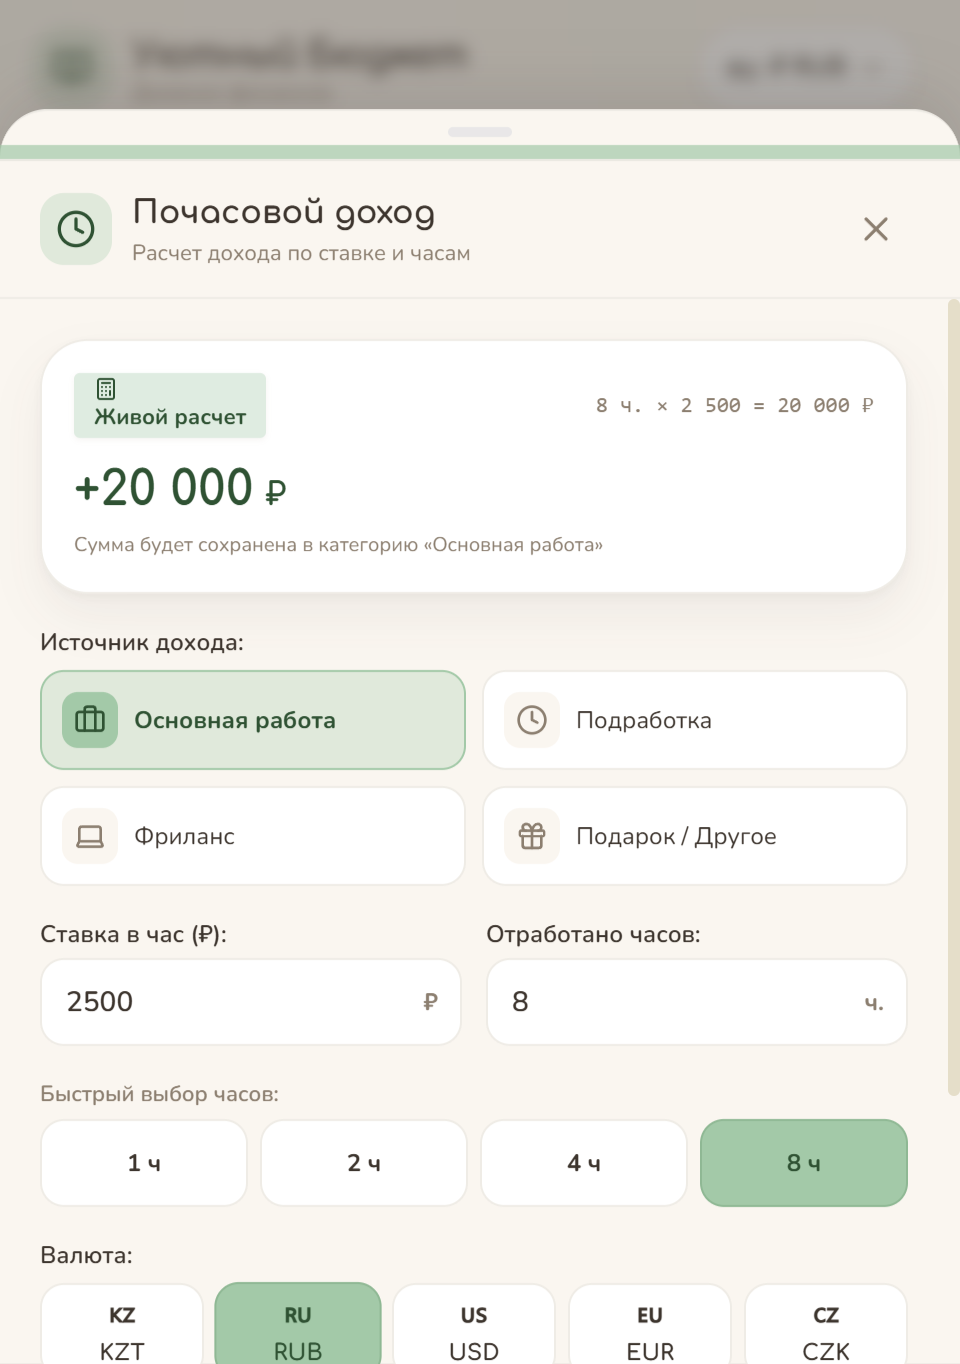 Уютный бюджет
Почасовой доход
Расчет дохода по ставке и часам
Живой расчет
8 ч. × 2 500 = 20 000 ₽
+20 000 ₽
Сумма будет сохранена в категорию «Основная работа»
Источник дохода:
Основная работа
Подработка
Фриланс
Подарок / Другое
Ставка в час (₽):
Отработано часов:
2500 ₽
8 ч.
Быстрый выбор часов:
1 ч
2 ч
4 ч
8 ч
Валюта:
KZ
RU
US
EU
CZ
KZT
RUB
USD
EUR
CZK